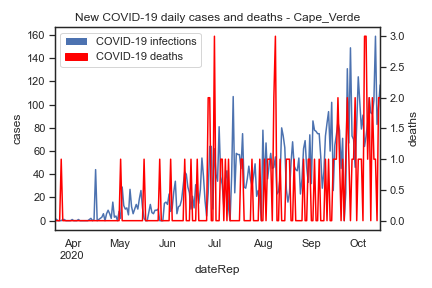 New COVID-19 daily cases and deaths - Cape_Verde
COVID-19 infections
COVID-19 deaths
160
140
120
100
80
60
40
20
0
cases
3.0
2.5
2.0
1.5
1.0
0.5
0.0
deaths
Apr May Jun Jul Aug Sep Oct
2020
dateRep